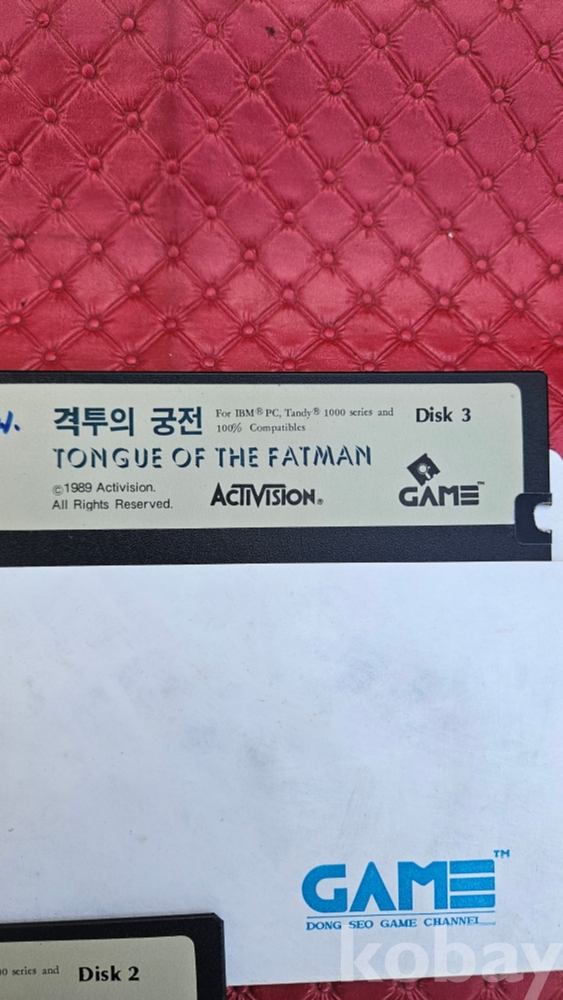 격투의 궁전
For IBM® PC, Tandy® 1000 series and
100% Compatibles
Disk 3
TONGUE OF THE FATMAN
©1989 Activision.
All Rights Reserved.
ACTIVISION®
GAME™
GAME™
DONG SEO GAME CHANNEL
series and
Disk 2
kobay